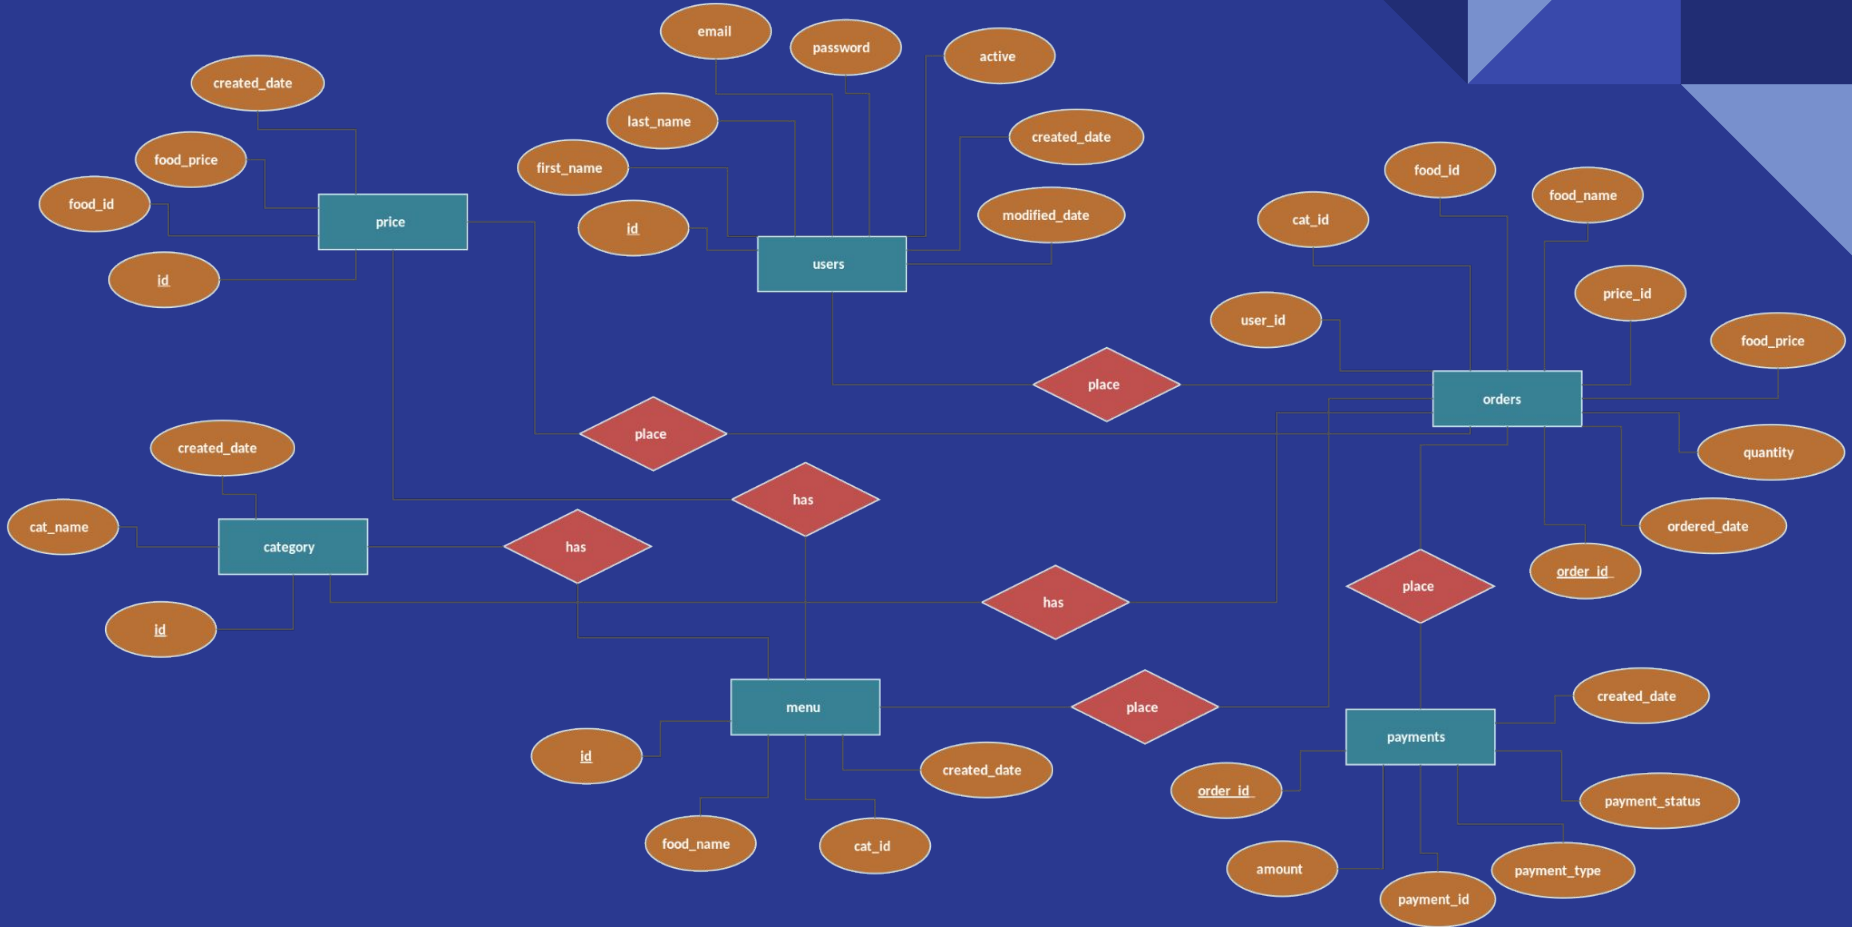 email
password
active
created_date
last_name
created_date
food_price
first_name
food_id
food_id
food_name
price
id
modified_date
cat_id
users
id
price_id
user_id
food_price
place
orders
place
created_date
quantity
has
cat_name
category
has
ordered_date
order_id
place
has
id
menu
place
created_date
payments
id
created_date
order_id
payment_status
food_name
cat_id
amount
payment_type
payment_id